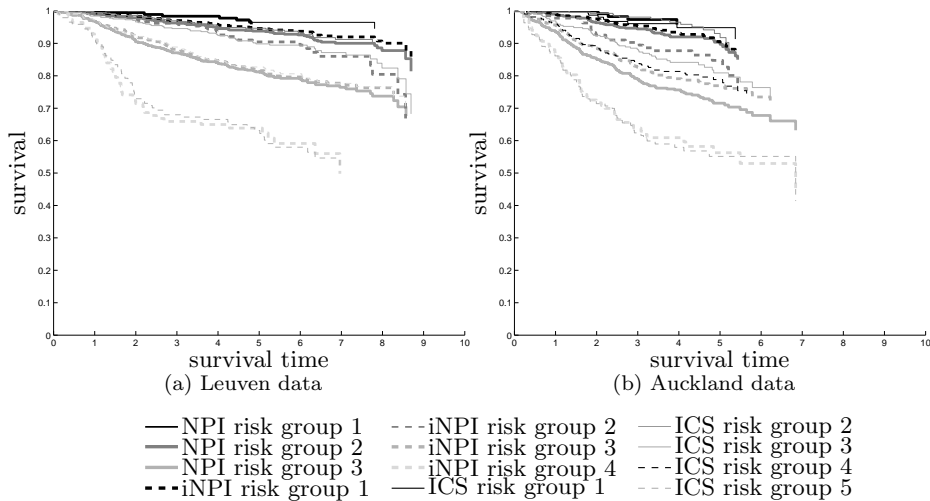 1 1
0.9 0.9
0.8 0.8
0.7 0.7
0.6 0.6
survival survival
0.5 0.5
0.4 0.4
0.3 0.3
0.2 0.2
0.1 0.1
0 0
0 1 2 3 4 5 6 7 8 9 10 0 1 2 3 4 5 6 7 8 9 10
survival time survival time
(a) Leuven data (b) Auckland data
NPI risk group 1 iNPI risk group 2 ICS risk group 2
NPI risk group 2 iNPI risk group 3 ICS risk group 3
NPI risk group 3 iNPI risk group 4 ICS risk group 4
iNPI risk group 1 ICS risk group 1 ICS risk group 5